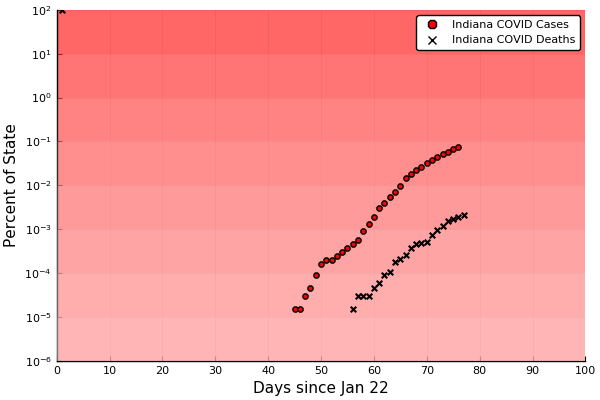 Indiana COVID Cases
Indiana COVID Deaths
10²
10¹
10⁰
10⁻¹
10⁻²
10⁻³
10⁻⁴
10⁻⁵
10⁻⁶
Percent of State
0 10 20 30 40 50 60 70 80 90 100
Days since Jan 22